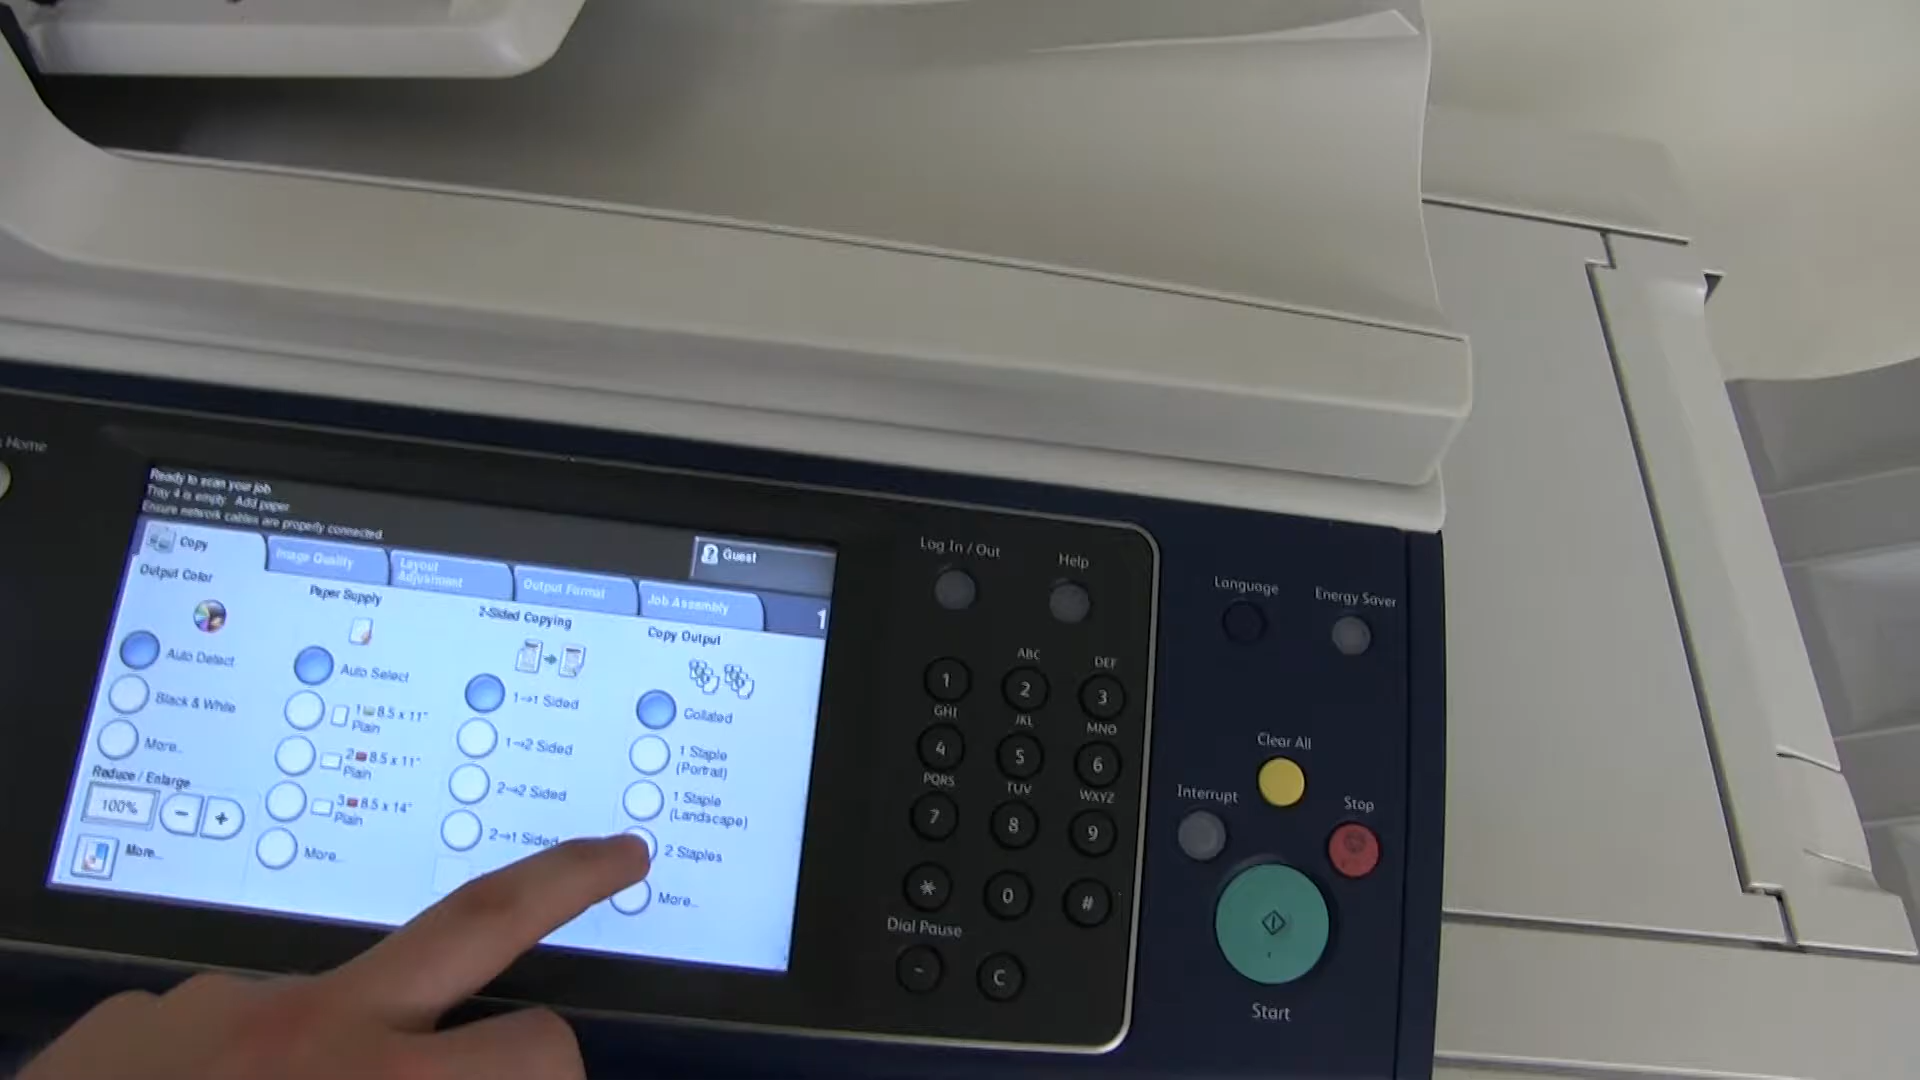 Home
Ready to scan your job
Tray 4 is empty. Add paper
Ensure network cables are properly connected.
Guest
Copy
Image Quality
Layout
Adjustment
Output Format
Job Assembly
1
Output Color
Auto Detect
Black & White
More...
Reduce / Enlarge
100%
- +
More...
Paper Supply
Auto Select
1 8.5 x 11"
Plain
2 8.5 x 11"
Plain
3 8.5 x 14"
Plain
More...
2-Sided Copying
1→1 Sided
1→2 Sided
2→2 Sided
2→1 Sided
Copy Output
Collated
1 Staple
(Portrait)
1 Staple
(Landscape)
2 Staples
More...
Log In / Out
Help
ABC
DEF
1
2
3
GHI
JKL
MNO
4
5
6
PQRS
TUV
WXYZ
7
8
9
*
0
#
Dial Pause
-
C
Language
Energy Saver
Clear All
Interrupt
Stop
Start